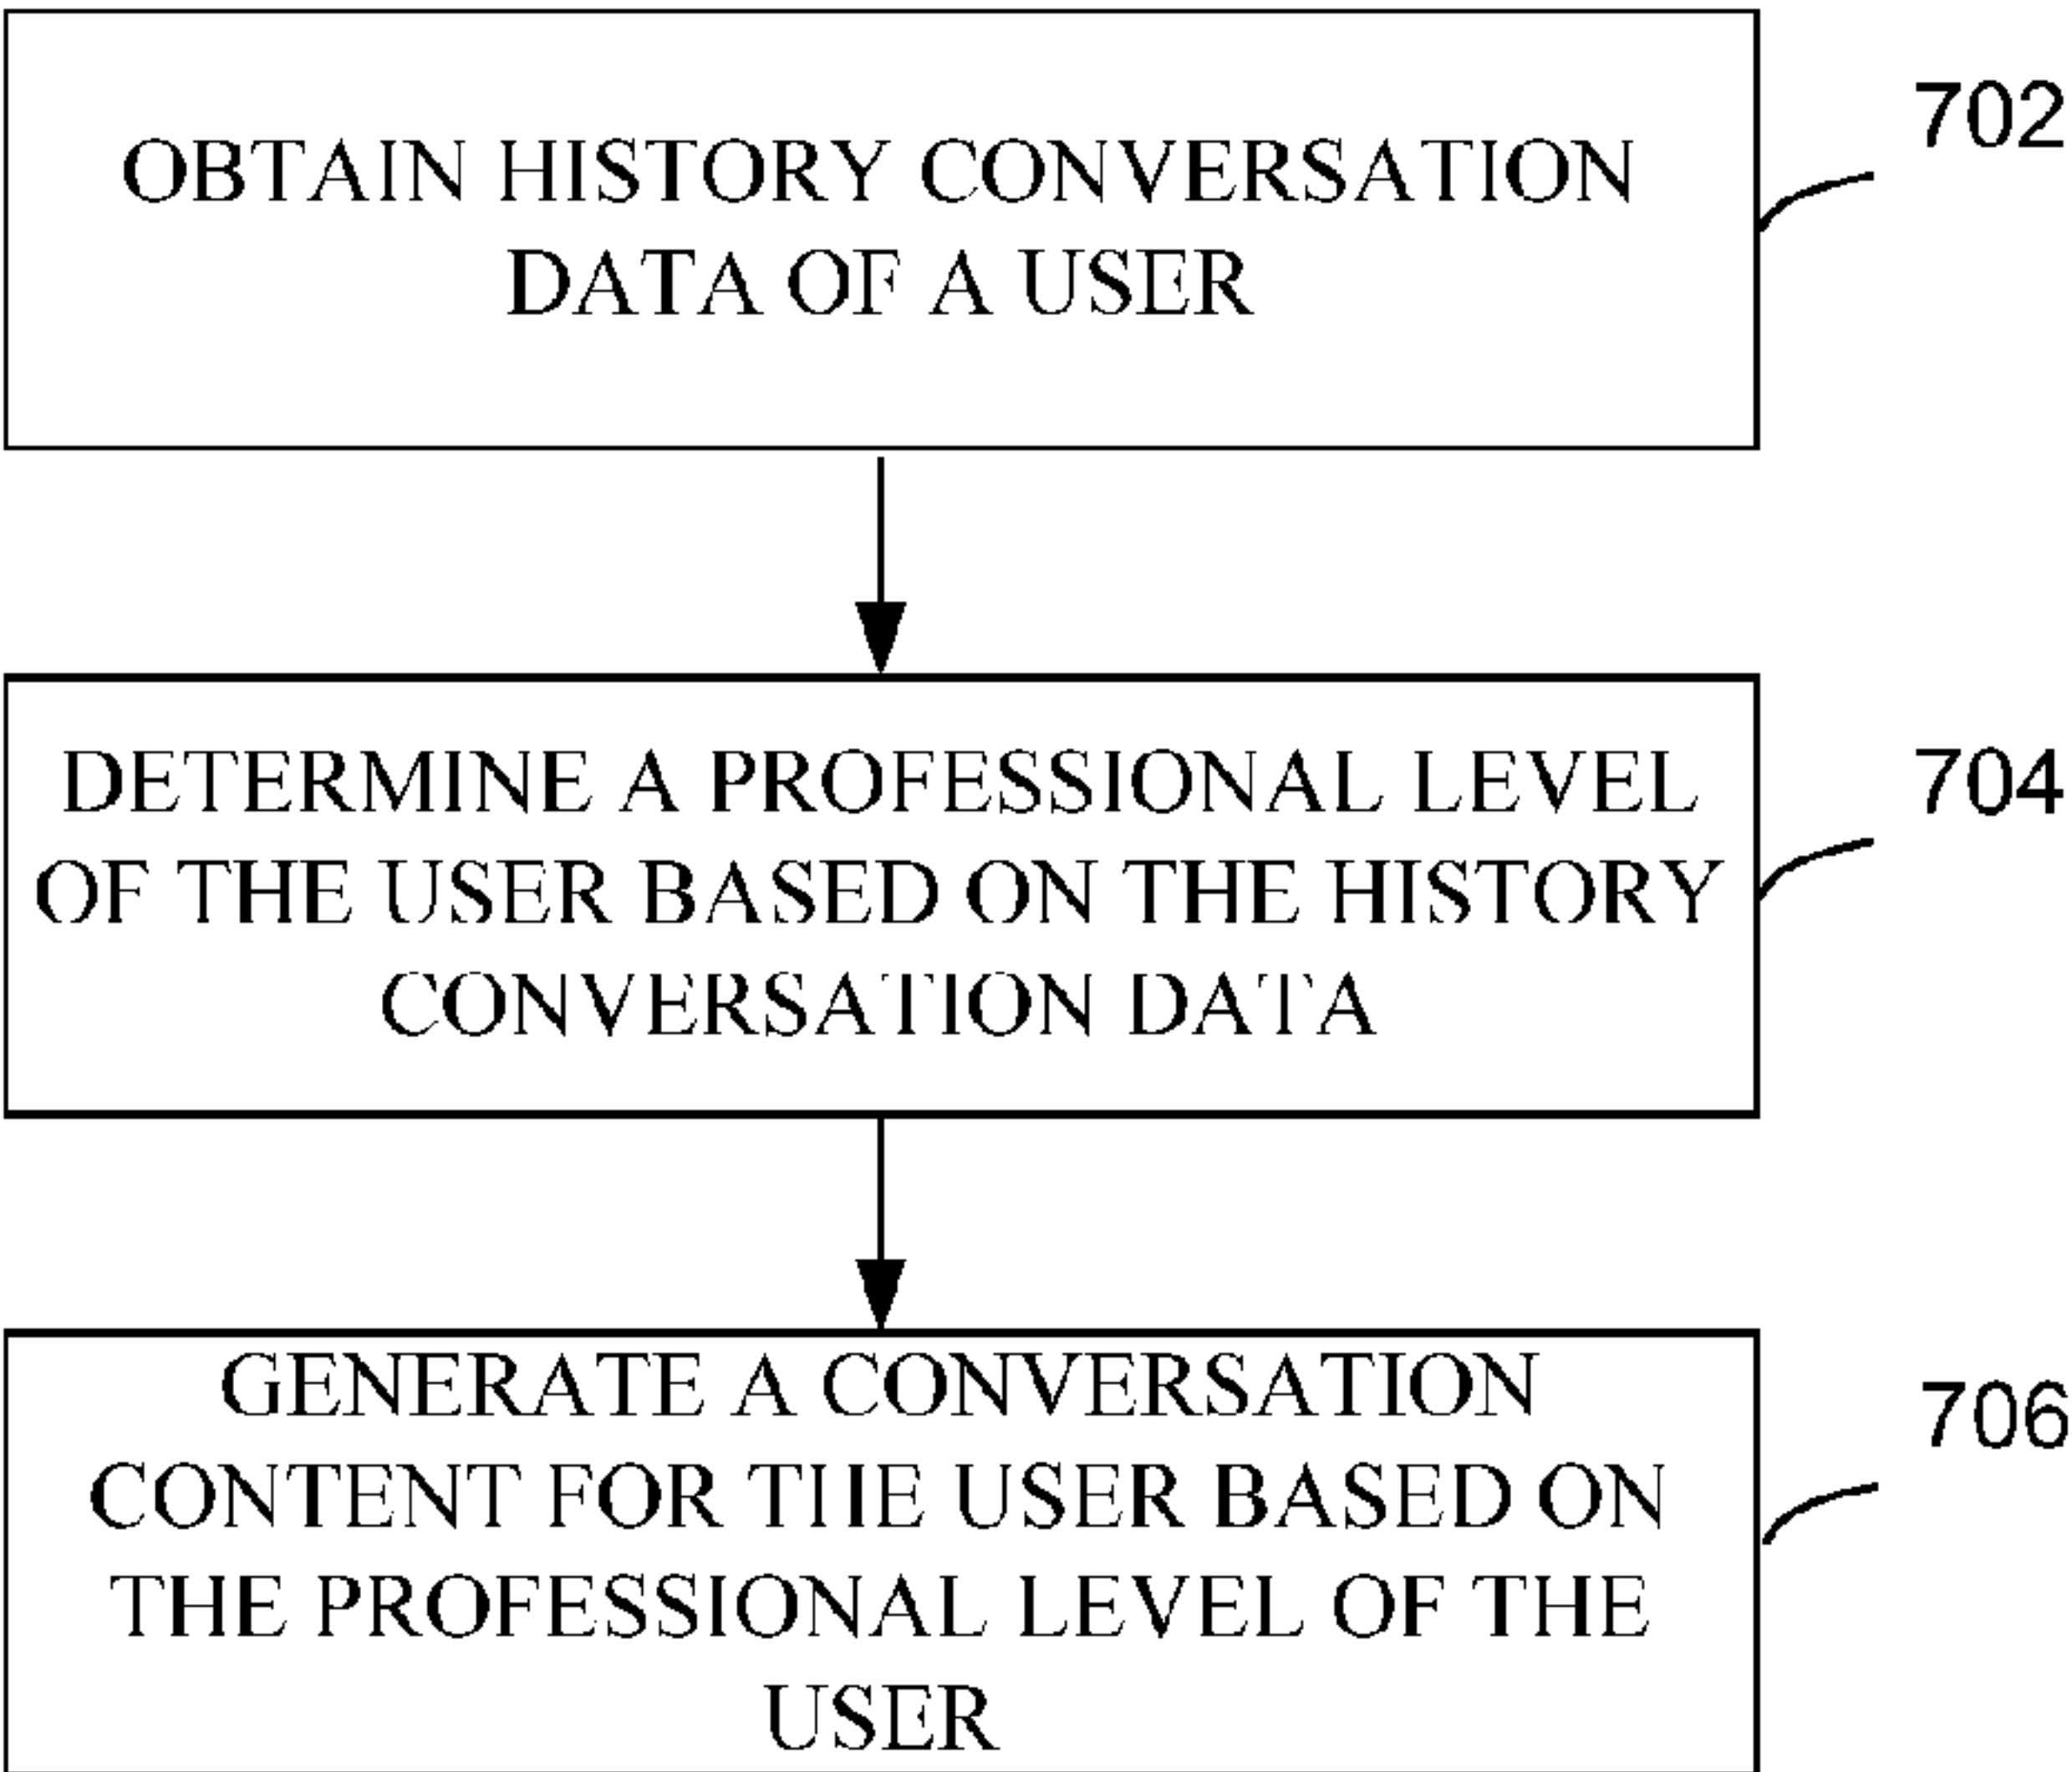 OBTAIN HISTORY CONVERSATION
DATA OF A USER
702
DETERMINE A PROFESSIONAL LEVEL
OF THE USER BASED ON THE HISTORY
CONVERSATION DATA
704
GENERATE A CONVERSATION
CONTENT FOR THE USER BASED ON
THE PROFESSIONAL LEVEL OF THE
USER
706